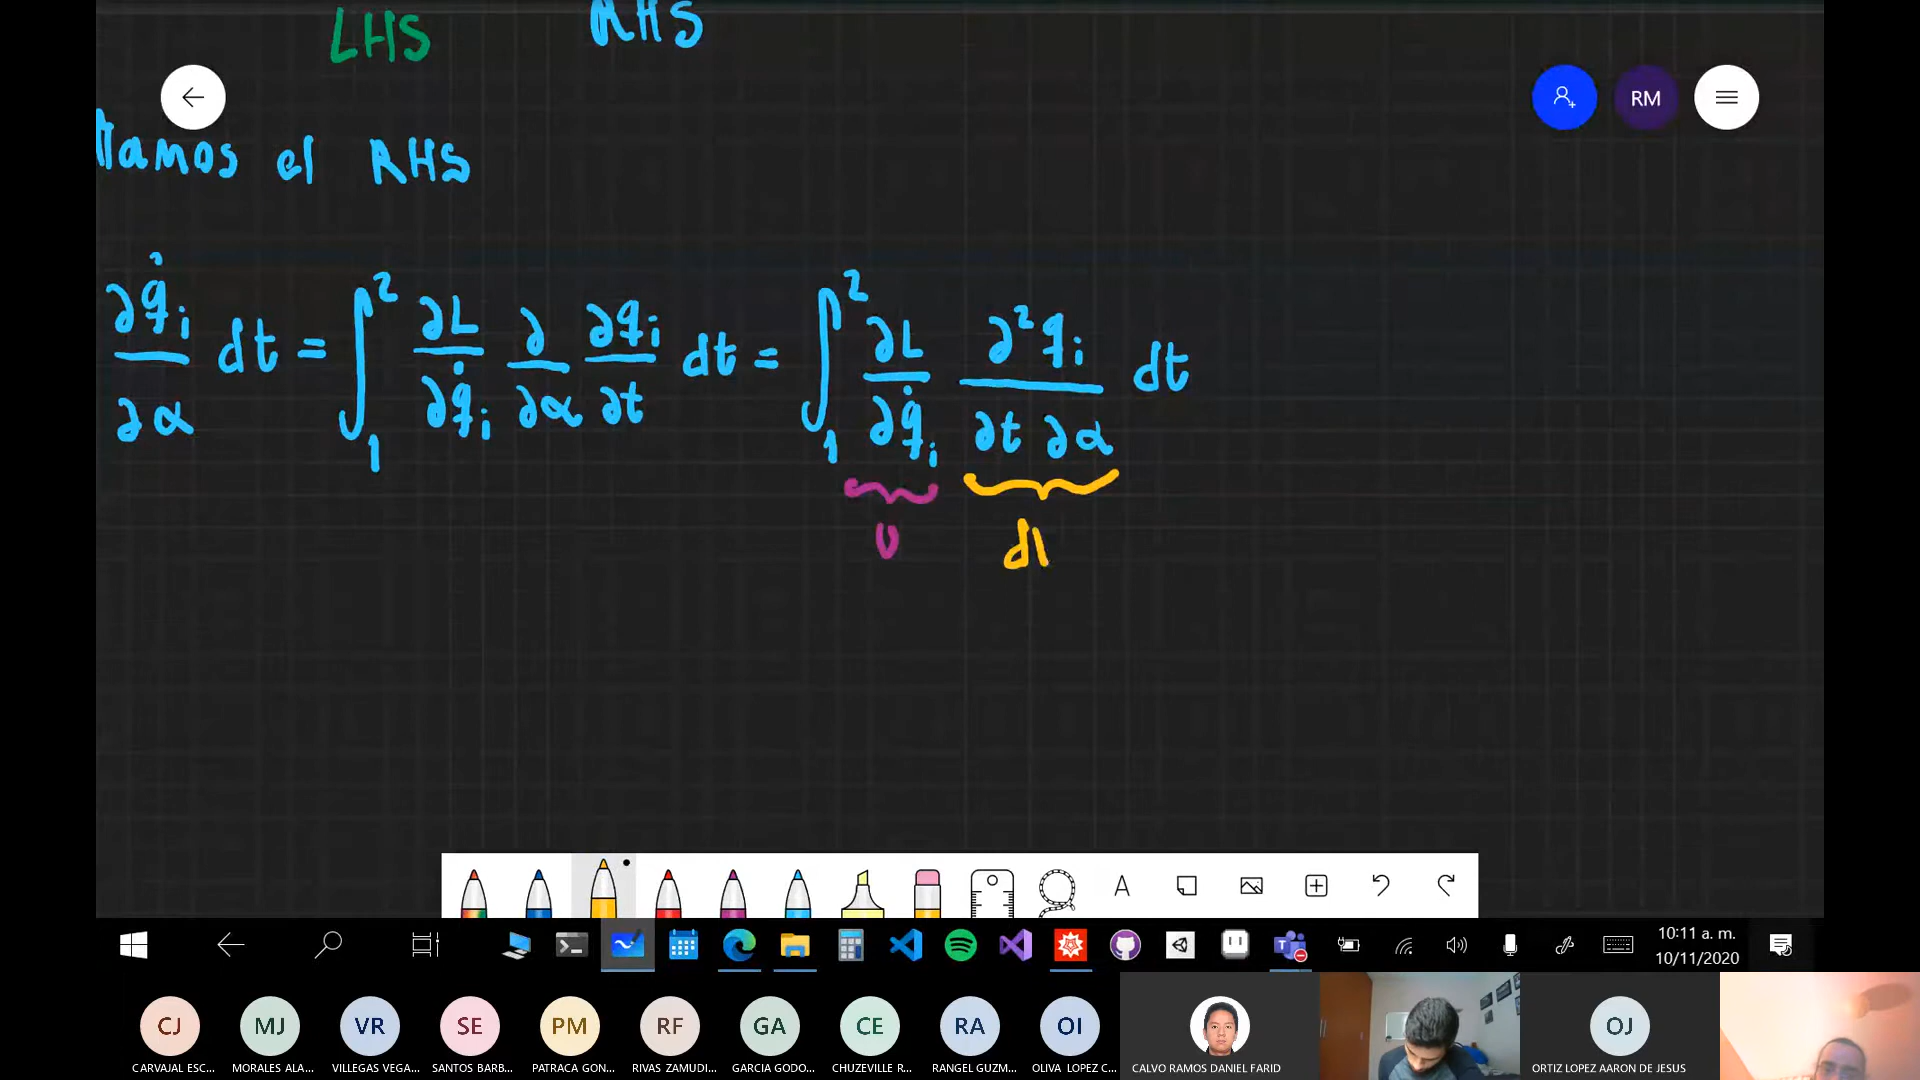 LHS RHS
RM
llamos el RHS
∂q̇ᵢ/∂α dt = ∫₁² ∂L/∂q̇ᵢ ∂/∂α ∂qᵢ/∂t dt = ∫₁² ∂L/∂q̇ᵢ ∂²qᵢ/∂t∂α dt
U dv
10:11 a. m.
10/11/2020
CJ MJ VR SE PM RF GA CE RA OI OJ
CARVAJAL ESC... MORALES ALA... VILLEGAS VEGA... SANTOS BARB... PATRACA GON... RIVAS ZAMUDI... GARCIA GODO... CHUZEVILLE R... RANGEL GUZM... OLIVA LOPEZ C... CALVO RAMOS DANIEL FARID ORTIZ LOPEZ AARON DE JESUS